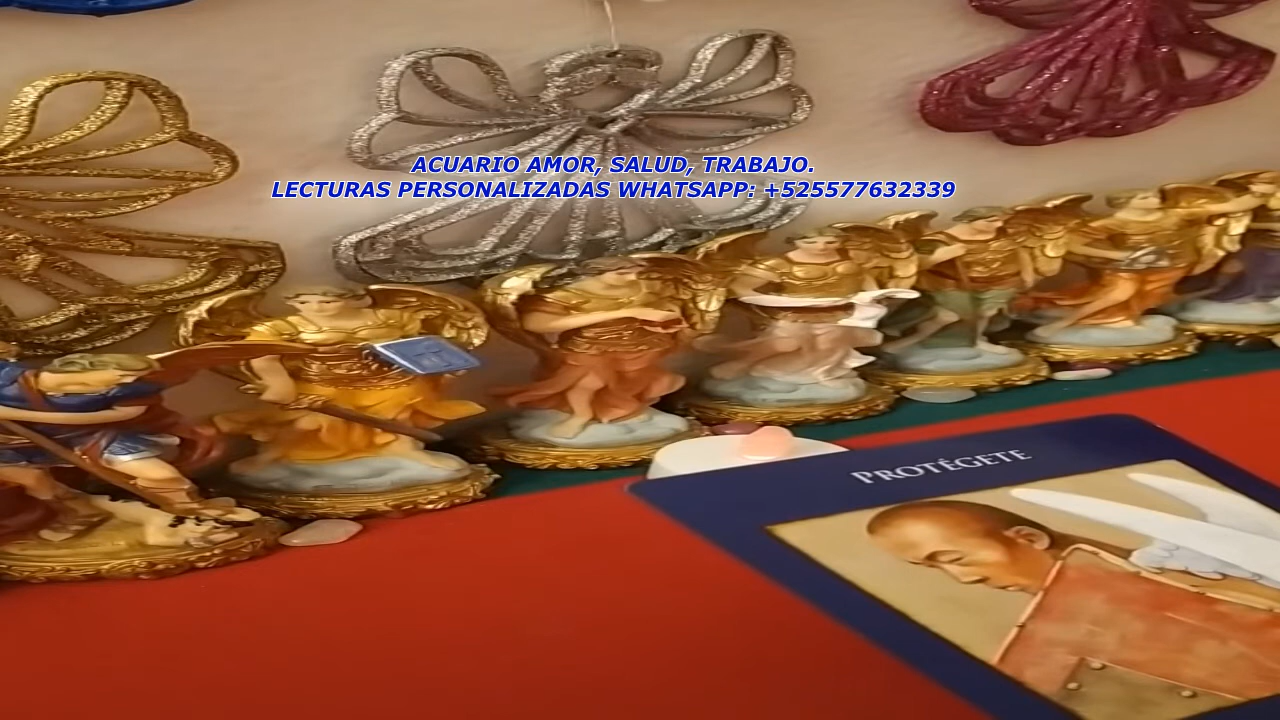 ACUARIO AMOR, SALUD, TRABAJO.
LECTURAS PERSONALIZADAS WHATSAPP: +525577632339
PROTÉGETE